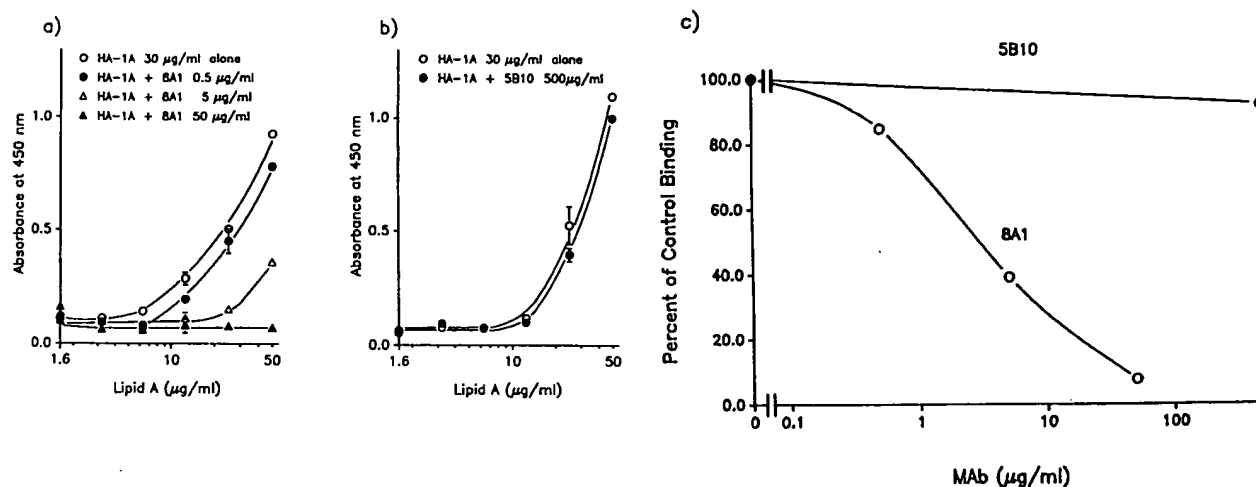 a)
○ HA-1A 30 μg/ml alone
● HA-1A + 8A1 0.5 μg/ml
△ HA-1A + 8A1 5 μg/ml
▲ HA-1A + 8A1 50 μg/ml
Absorbance at 450 nm
1.0
0.5
0.0
1.6 10 50
Lipid A (μg/ml)
b)
○ HA-1A 30 μg/ml alone
● HA-1A + 5B10 500μg/ml
Absorbance at 450 nm
1.0
0.5
0.0
1.6 10 50
Lipid A (μg/ml)
c)
5B10
8A1
Percent of Control Binding
100.0
80.0
60.0
40.0
20.0
0.0
0 0.1 1 10 100
MAb (μg/ml)